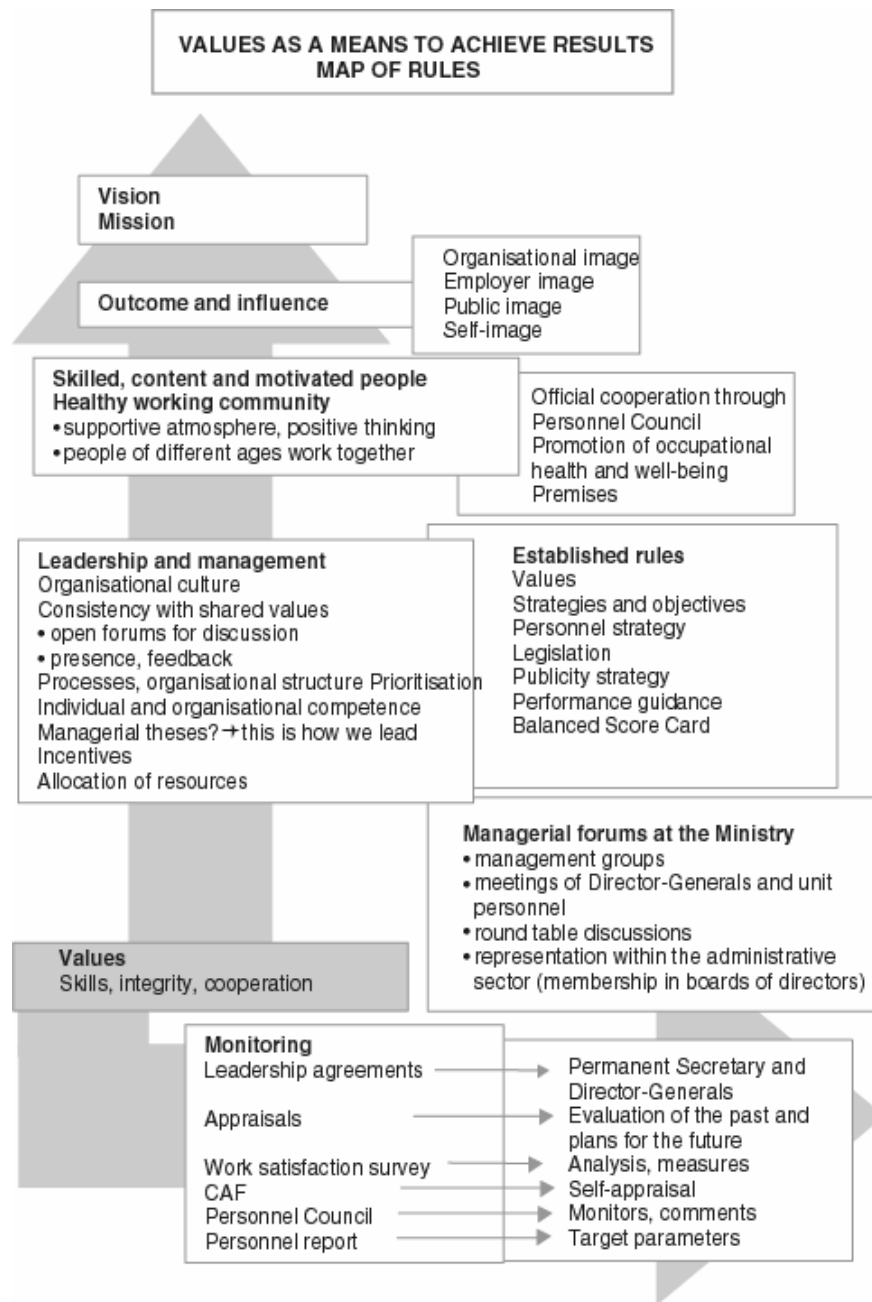 VALUES AS A MEANS TO ACHIEVE RESULTS
MAP OF RULES
Vision
Mission
Outcome and influence
Organisational image
Employer image
Public image
Self-image
Skilled, content and motivated people
Healthy working community
• supportive atmosphere, positive thinking
• people of different ages work together
Official cooperation through
Personnel Council
Promotion of occupational
health and well-being
Premises
Leadership and management
Organisational culture
Consistency with shared values
• open forums for discussion
• presence, feedback
Processes, organisational structure Prioritisation
Individual and organisational competence
Managerial theses?→this is how we lead
Incentives
Allocation of resources
Established rules
Values
Strategies and objectives
Personnel strategy
Legislation
Publicity strategy
Performance guidance
Balanced Score Card
Managerial forums at the Ministry
• management groups
• meetings of Director-Generals and unit
personnel
• round table discussions
• representation within the administrative
sector (membership in boards of directors)
Values
Skills, integrity, cooperation
Monitoring
Leadership agreements
Appraisals
Work satisfaction survey
CAF
Personnel Council
Personnel report
Permanent Secretary and
Director-Generals
Evaluation of the past and
plans for the future
Analysis, measures
Self-appraisal
Monitors, comments
Target parameters